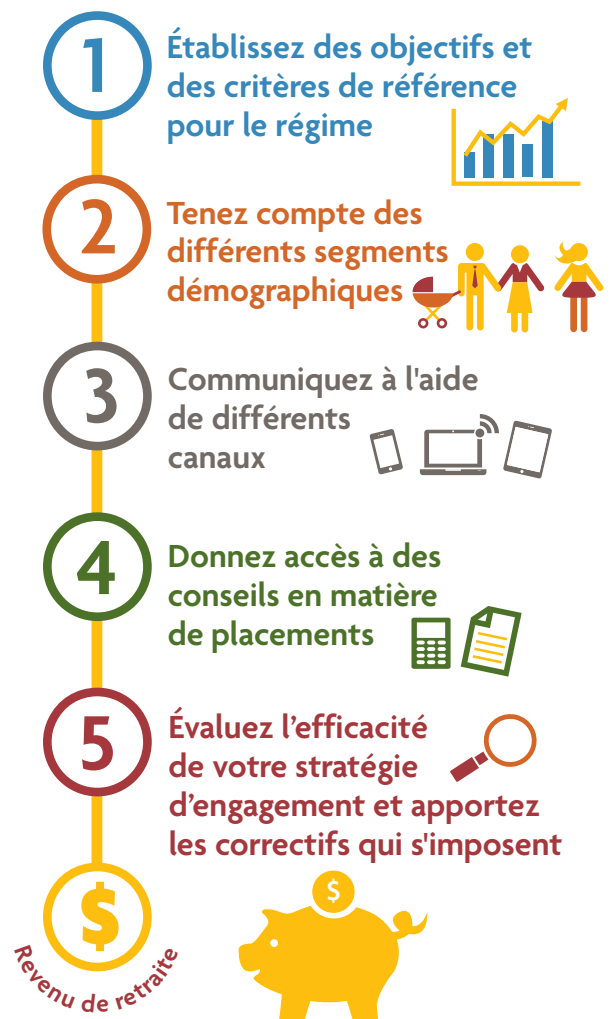 1
Établissez des objectifs et
des critères de référence
pour le régime
2
Tenez compte des
différents segments
démographiques
3
Communiquez à l'aide
de différents
canaux
4
Donnez accès à des
conseils en matière
de placements
5
Évaluez l’efficacité
de votre stratégie
d’engagement et apportez
les correctifs qui s'imposent
$
$
Revenu de retraite